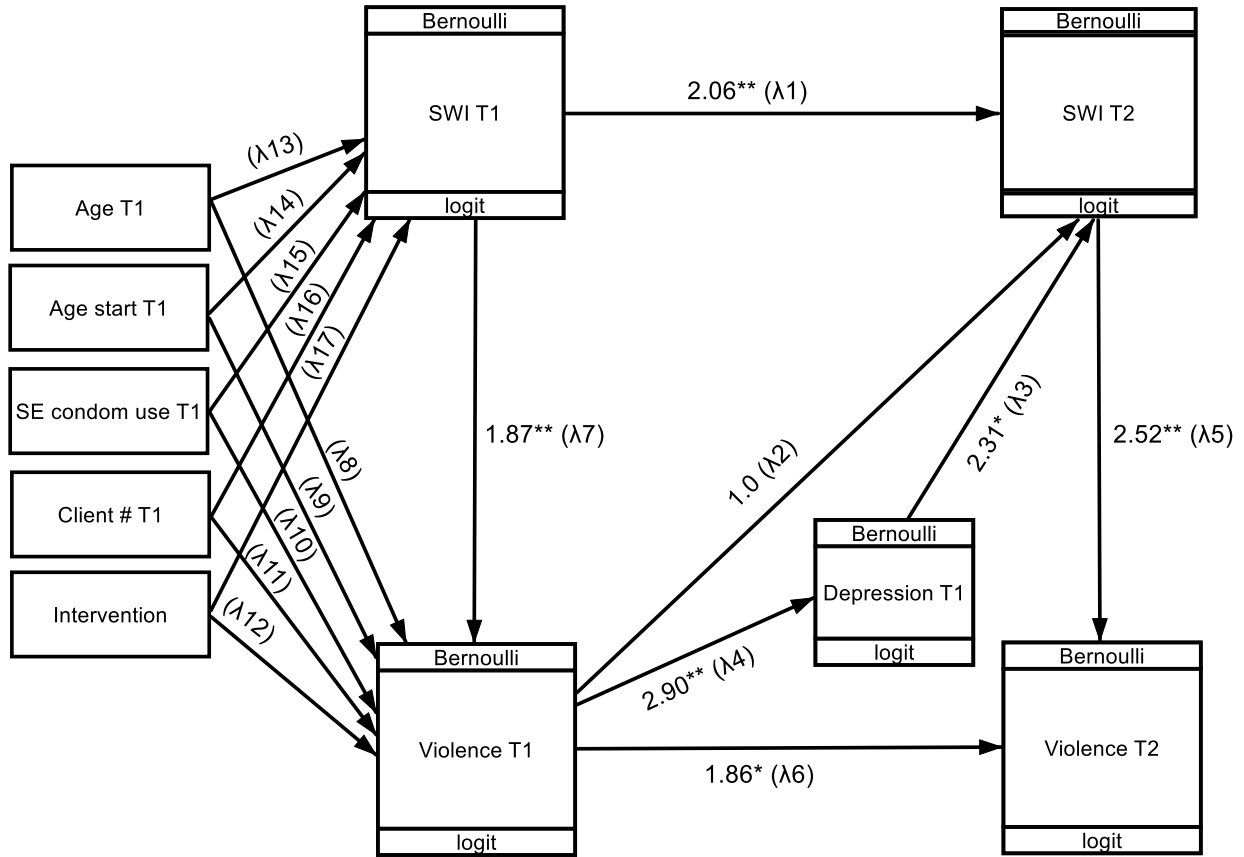 Bernoulli
SWI T1
logit
Bernoulli
SWI T2
logit
2.06** (λ1)
Age T1
Age start T1
SE condom use T1
Client # T1
Intervention
(λ13)
(λ14)
(λ15)
(λ16)
(λ17)
(λ8)
(λ9)
(λ10)
(λ11)
(λ12)
1.87** (λ7)
1.0 (λ2)
2.31* (λ3)
2.52** (λ5)
Bernoulli
Depression T1
logit
2.90** (λ4)
Bernoulli
Violence T1
logit
1.86* (λ6)
Bernoulli
Violence T2
logit